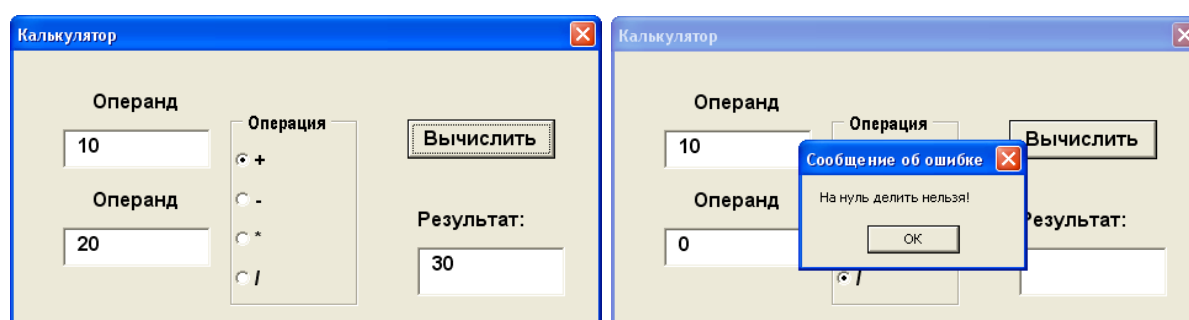 Калькулятор
Операнд
10
Операция
+
-
*
/
Вычислить
Операнд
20
Результат:
30
Калькулятор
Операнд
10
Операция
Вычислить
Сообщение об ошибке
На нуль делить нельзя!
OK
Операнд
0
/
Результат: